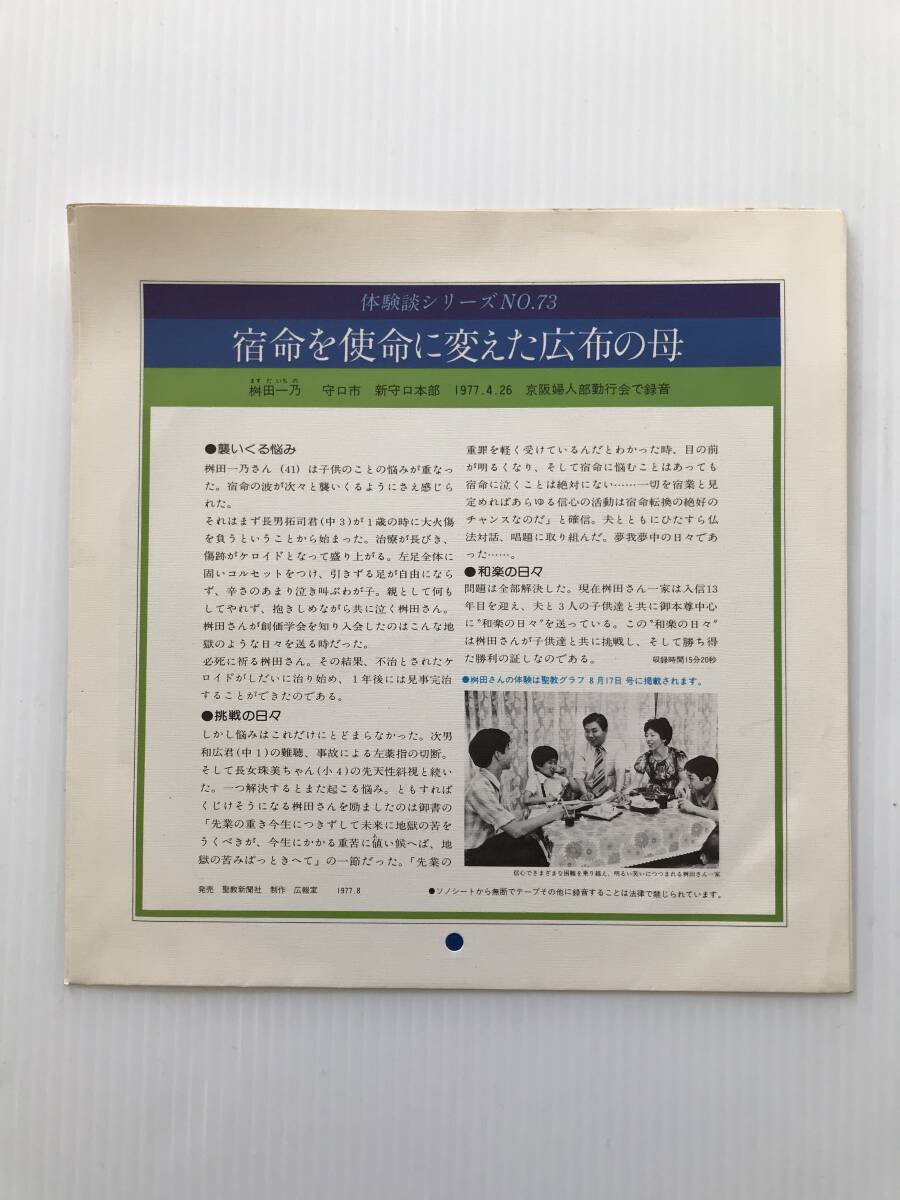 体験談シリーズNO.73
宿命を使命に変えた広布の母
ます だ いち の
桝田一乃 守口市 新守口本部 1977.4.26 京阪婦人部勤行会で録音
●襲いくる悩み
桝田一乃さん (41) は子供のことの悩みが重なっ
た。宿命の波が次々と襲いくるようにさえ感じら
れた。
それはまず長男拓司君(中3)が1歳の時に大火傷
を負うということから始まった。治療が長びき、
傷跡がケロイドとなって盛り上がる。左足全体に
固いコルセットをつけ、引きずる足が自由になら
ず、辛さのあまり泣き叫ぶわが子。親として何も
してやれず、抱きしめながら共に泣く桝田さん。
桝田さんが創価学会を知り入会したのはこんな地
獄のような日々を送る時だった。
必死に祈る桝田さん。その結果、不治とされたケ
ロイドがしだいに治り始め、1年後には見事完治
することができたのである。
●挑戦の日々
しかし悩みはこれだけにとどまらなかった。次男
和広君(中1)の難聴、事故による左薬指の切断。
そして長女珠美ちゃん(小4)の先天性斜視と続い
た。一つ解決するとまた起こる悩み。ともすれば
くじけそうになる桝田さんを励ましたのは御書の
「先業の重き今生につきずして未来に地獄の苦を
うくべきが、今生にかかる重苦に値い候へば、地
獄の苦みぱっときへて」の一節だった。「先業の
重罪を軽く受けているんだとわかった時、目の前
が明るくなり、そして宿命に悩むことはあっても
宿命に泣くことは絶対にない……一切を宿業と見
定めればあらゆる信心の活動は宿命転換の絶好の
チャンスなのだ」と確信。夫とともにひたすら仏
法対話、唱題に取り組んだ。夢我夢中の日々であ
った……。
●和楽の日々
問題は全部解決した。現在桝田さん一家は入信13
年目を迎え、夫と3人の子供達と共に御本尊中心
に"和楽の日々"を送っている。この"和楽の日々"
は桝田さんが子供達と共に挑戦し、そして勝ち得
た勝利の証しなのである。 収録時間15分20秒
●桝田さんの体験は聖教グラフ 8月17日 号に掲載されます。
信心でさまざまな困難を乗り越え、明るい笑いにつつまれる桝田さん一家
発売 聖教新聞社 制作 広報室 1977.8
●ソノシートから無断でテープその他に録音することは法律で禁じられています。